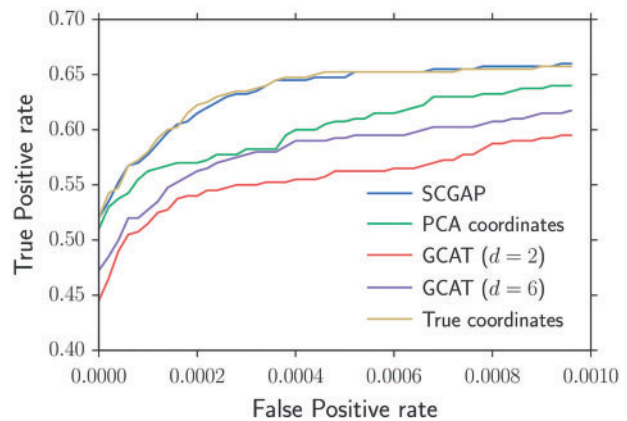 True Positive rate
0.70
0.65
0.60
0.55
0.50
0.45
0.40
SCGAP
PCA coordinates
GCAT (d = 2)
GCAT (d = 6)
True coordinates
0.0000 0.0002 0.0004 0.0006 0.0008 0.0010
False Positive rate